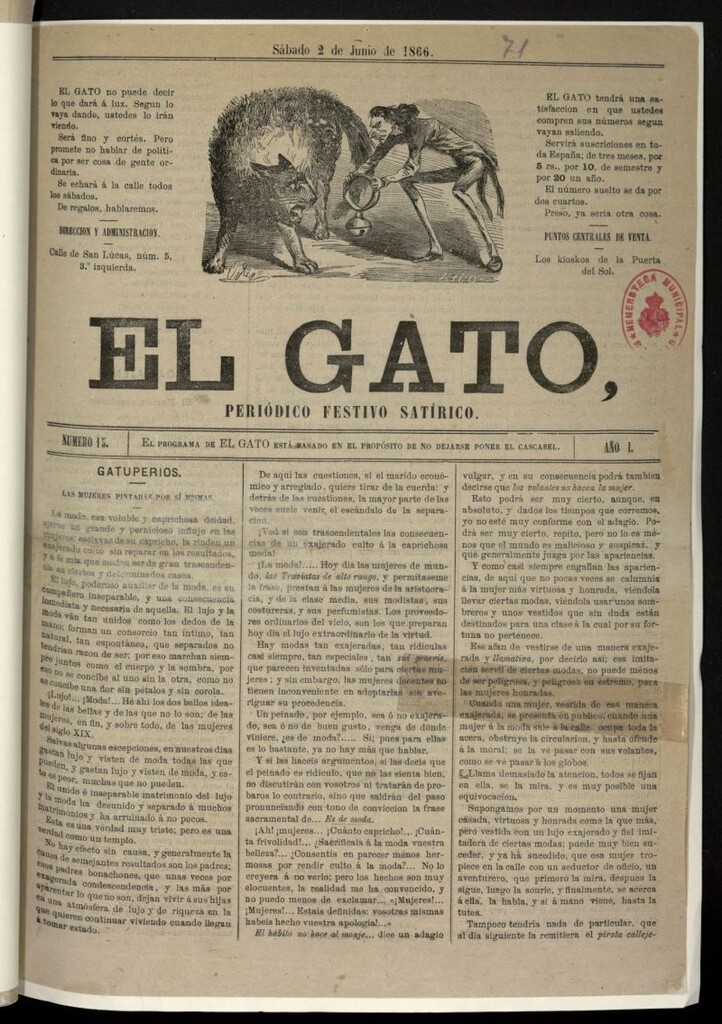 Sábado 2 de Junio de 1866.
71
EL GATO no puede decir
lo que dará á luz. Segun lo
vaya dando, ustedes lo irán
viendo.
Será fino y cortés. Pero
promete no hablar de políti-
ca por ser cosa de gente or-
dinaria.
Se echará á la calle todos
los sábados.
De regalos, hablaremos.
DIRECCION Y ADMINISTRACION.
Calle de San Lúcas, núm. 5,
3.º izquierda.
EL GATO tendrá una sa-
tisfaccion en que ustedes
compren sus números segun
vayan saliendo.
Servirá suscriciones en to-
da España; de tres meses, por
5 rs., por 10, de semestre y
por 20 un año.
El número suelto se da por
dos cuartos.
Preso, ya seria otra cosa.
PUNTOS CENTRALES DE VENTA.
Los kioskos de la Puerta
del Sol.
HEMEROTECA MUNICIPAL
EL GATO,
PERIÓDICO FESTIVO SATÍRICO.
NUMERO 15.
EL PROGRAMA DE EL GATO ESTÁ BASADO EN EL PROPÓSITO DE NO DEJARSE PONER EL CASCABEL.
AÑO I.
GATUPERIOS.
LAS MUJERES PINTADAS POR SÍ MISMAS.
La moda, esa voluble y caprichosa deidad,
ejerce un grande y pernicioso influjo en las
mujeres; esclavas de su capricho, la rinden un
exajerado culto sin reparar en los resultados,
y á fe mia que suelen ser de gran trascenden-
cia en ciertos y determinados casos.
El lujo, poderoso auxiliar de la moda, es su
compañero inseparable, y una consecuencia
inmediata y necesaria de aquella. El lujo y la
moda van tan unidos como los dedos de la
mano; forman un consorcio tan íntimo, tan
natural, tan espontáneo, que separados no
tendrian razon de ser; por eso marchan siem-
pre juntos como el cuerpo y la sombra, por
eso no se concibe al uno sin la otra, como no
se concibe una flor sin pétalos y sin corola.
¡Lujo!... ¡Moda!... Hé ahí los dos bellos idea-
les de las bellas y de las que no lo son; de las
mujeres, en fin, y sobre todo, de las mujeres
del siglo XIX.
Salvas algunas escepciones, en nuestros dias
gastan lujo y visten de moda todas las que
pueden, y gastan lujo y visten de moda, y es-
to es peor, muchas que no pueden.
El unido é inseparable matrimonio del lujo
y la moda ha desunido y separado á muchos
matrimonios y ha arruinado á no pocos.
Esta es una verdad muy triste; pero es una
verdad como un templo.
No hay efecto sin causa, y generalmente la
causa de semejantes resultados son los padres;
esos padres bonachones, que unas veces por
exagerada condescendencia, y las más por
aparentar lo que no son, dejan vivir á sus hijas
en una atmósfera de lujo y de riqueza en la
que quieren continuar viviendo cuando llegan
á tomar estado.
De aquí las cuestiones, si el marido econó-
mico y arreglado, quiere tirar de la cuerda: y
detrás de las cuestiones, la mayor parte de las
veces suele venir, el escándalo de la separa-
cion.
¡Ved si son trascendentales las consecuen-
cias de un exajerado culto á la caprichosa
moda!
¡La moda!..... Hoy dia las mujeres de mun-
do, las Traviatas de alto rango, y permítaseme
la frase, prestan á las mujeres de la aristocra-
cia, y de la clase media, sus modistas, sus
costureras, y sus perfumistas. Los proveedo-
res ordinarios del vicio, son los que preparan
hoy dia el lujo extraordinario de la virtud.
Hay modas tan exajeradas, tan ridículas
casi siempre, tan especiales, tan sui generis,
que parecen inventadas sólo para ciertas mu-
jeres; y sin embargo, las mujeres decentes no
tienen inconveniente en adoptarlas sin ave-
riguar su procedencia.
Un peinado, por ejemplo, sea ó no exajera-
do, sea ó no de buen gusto, venga de dónde
viniere, ¿es de moda?..... Sí; pues para ellas
es lo bastante, ya no hay más que hablar.
Y si las haceis argumentos, si las decis que
el peinado es ridículo, que no las sienta bien,
no discutirán con vosotros ni tratarán de pro-
baros lo contrario, sino que saldrán del paso
pronunciando con tono de conviccion la frase
sacramental de... Es de moda.
¡Ah! ¡mujeres... ¡Cuánto capricho!... ¡Cuán-
ta frivolidad!... ¿Sacrificais á la moda vuestra
belleza?... ¿Consentis en parecer ménos her-
mosas por rendir culto á la moda?... No lo
creyera á no verlo; pero los hechos son muy
elocuentes, la realidad me ha convencido, y
no puedo menos de exclamar... «¡Mujeres!...
¡Mujeres!... Estais definidas: vosotras mismas
habeis hecho vuestra apología!...»
El hábito no hace al monje... dice un adagio
vulgar, y en su consecuencia podrá tambien
decirse que los volantes no hacen la mujer.
Esto podrá ser muy cierto, aunque, en
absoluto, y dados los tiempos que corremos,
yo no esté muy conforme con el adagio. Po-
drá ser muy cierto, repito, pero no lo es mé-
nos que el mundo es malicioso y suspicaz, y
que generalmente juzga por las apariencias.
Y como casi siempre engañan las aparien-
cias, de aquí que no pocas veces se calumnia
á la mujer más virtuosa y honrada, viéndola
llevar ciertas modas, viéndola usar unos som-
breros y unos vestidos que sin duda están
destinados para una clase á la cual por su for-
tuna no pertenece.
Ese afan de vestirse de una manera exaje-
rada y llamativa, por decirlo así; esa imitaci-
ción servil de ciertas modas, no puede ménos
de ser peligrosa, y peligrosa en estremo, para
las mujeres honradas.
Cuando una mujer, vestida de esa manera
exajerada, se presenta en público, cuando una
mujer á la moda sale á la calle, ocupa toda la
acera, obstruye la circulacion, y hasta ofende
á la moral; se la ve pasar con sus volantes,
como se ve pasar á los globos.
Llama demasiado la atencion, todos se fijan
en ella, se la mira, y es muy posible una
equivocacion.
Supongamos por un momento una mujer
casada, virtuosa y honrada como la que más,
pero vestida con un lujo exajerado y fiel imi-
tadora de ciertas modas; puede muy bien su-
ceder, y ya há sucedido, que esa mujer tro-
piece en la calle con un seductor de oficio, un
aventurero, que primero la mira, despues la
sigue, luego la sonrie, y finalmente, se acerca
á ella, la habla, y si á mano viene, hasta la
tutea.
Tampoco tendria nada de particular, que
al dia siguiente la remitiera el pirata calleje-